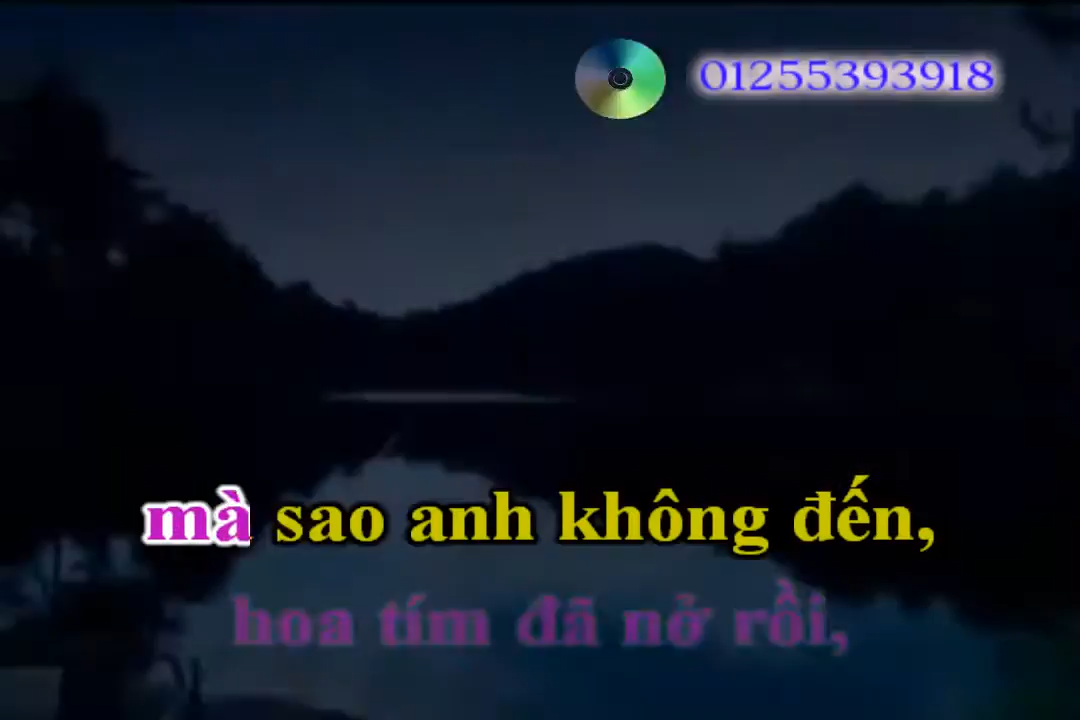 01255393918
mà sao anh không đến,
hoa tím đã nở rồi,